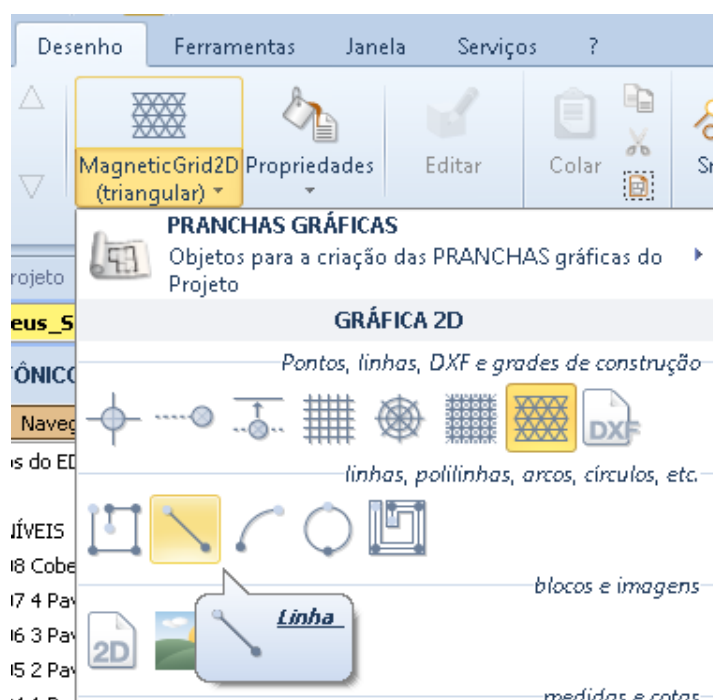 Desenho Ferramentas Janela Serviços ?
MagneticGrid2D Propriedades Editar Colar
(triangular)
PRANCHAS GRÁFICAS
Objetos para a criação das PRANCHAS gráficas do
Projeto
rojeto
GRÁFICA 2D
eus_S
Pontos, linhas, DXF e grades de construção
ÔNICO
DXF
Naveg
s do ED
linhas, polilinhas, arcos, círculos, etc.
NÍVEIS
08 Cobe
blocos e imagens
07 4 Pav
Linha
06 3 Pav
2D
05 2 Pav
medidas e cotas